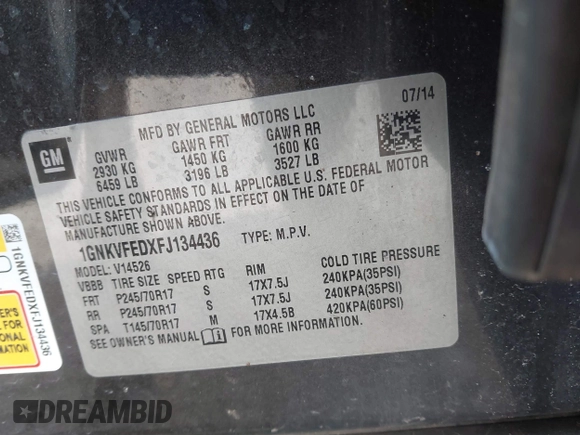 07/14
MFD BY GENERAL MOTORS LLC
GM
GVWR GAWR FRT GAWR RR
2930 KG 1450 KG 1600 KG
6459 LB 3196 LB 3527 LB
THIS VEHICLE CONFORMS TO ALL APPLICABLE U.S. FEDERAL MOTOR
VEHICLE SAFETY STANDARDS IN EFFECT ON THE DATE OF
MANUFACTURE SHOWN ABOVE.
1GNKVFEDXFJ134436 TYPE: M.P.V.
MODEL: V14526
VBBB TIRE SIZE SPEED RTG RIM COLD TIRE PRESSURE
FRT P245/70R17 S 17X7.5J 240KPA(35PSI)
RR P245/70R17 S 17X7.5J 240KPA(35PSI)
SPA T145/70R17 M 17X4.5B 420KPA(60PSI)
SEE OWNER'S MANUAL FOR MORE INFORMATION
1GNKVFEDXFJ134436
FOR
DREAMBID